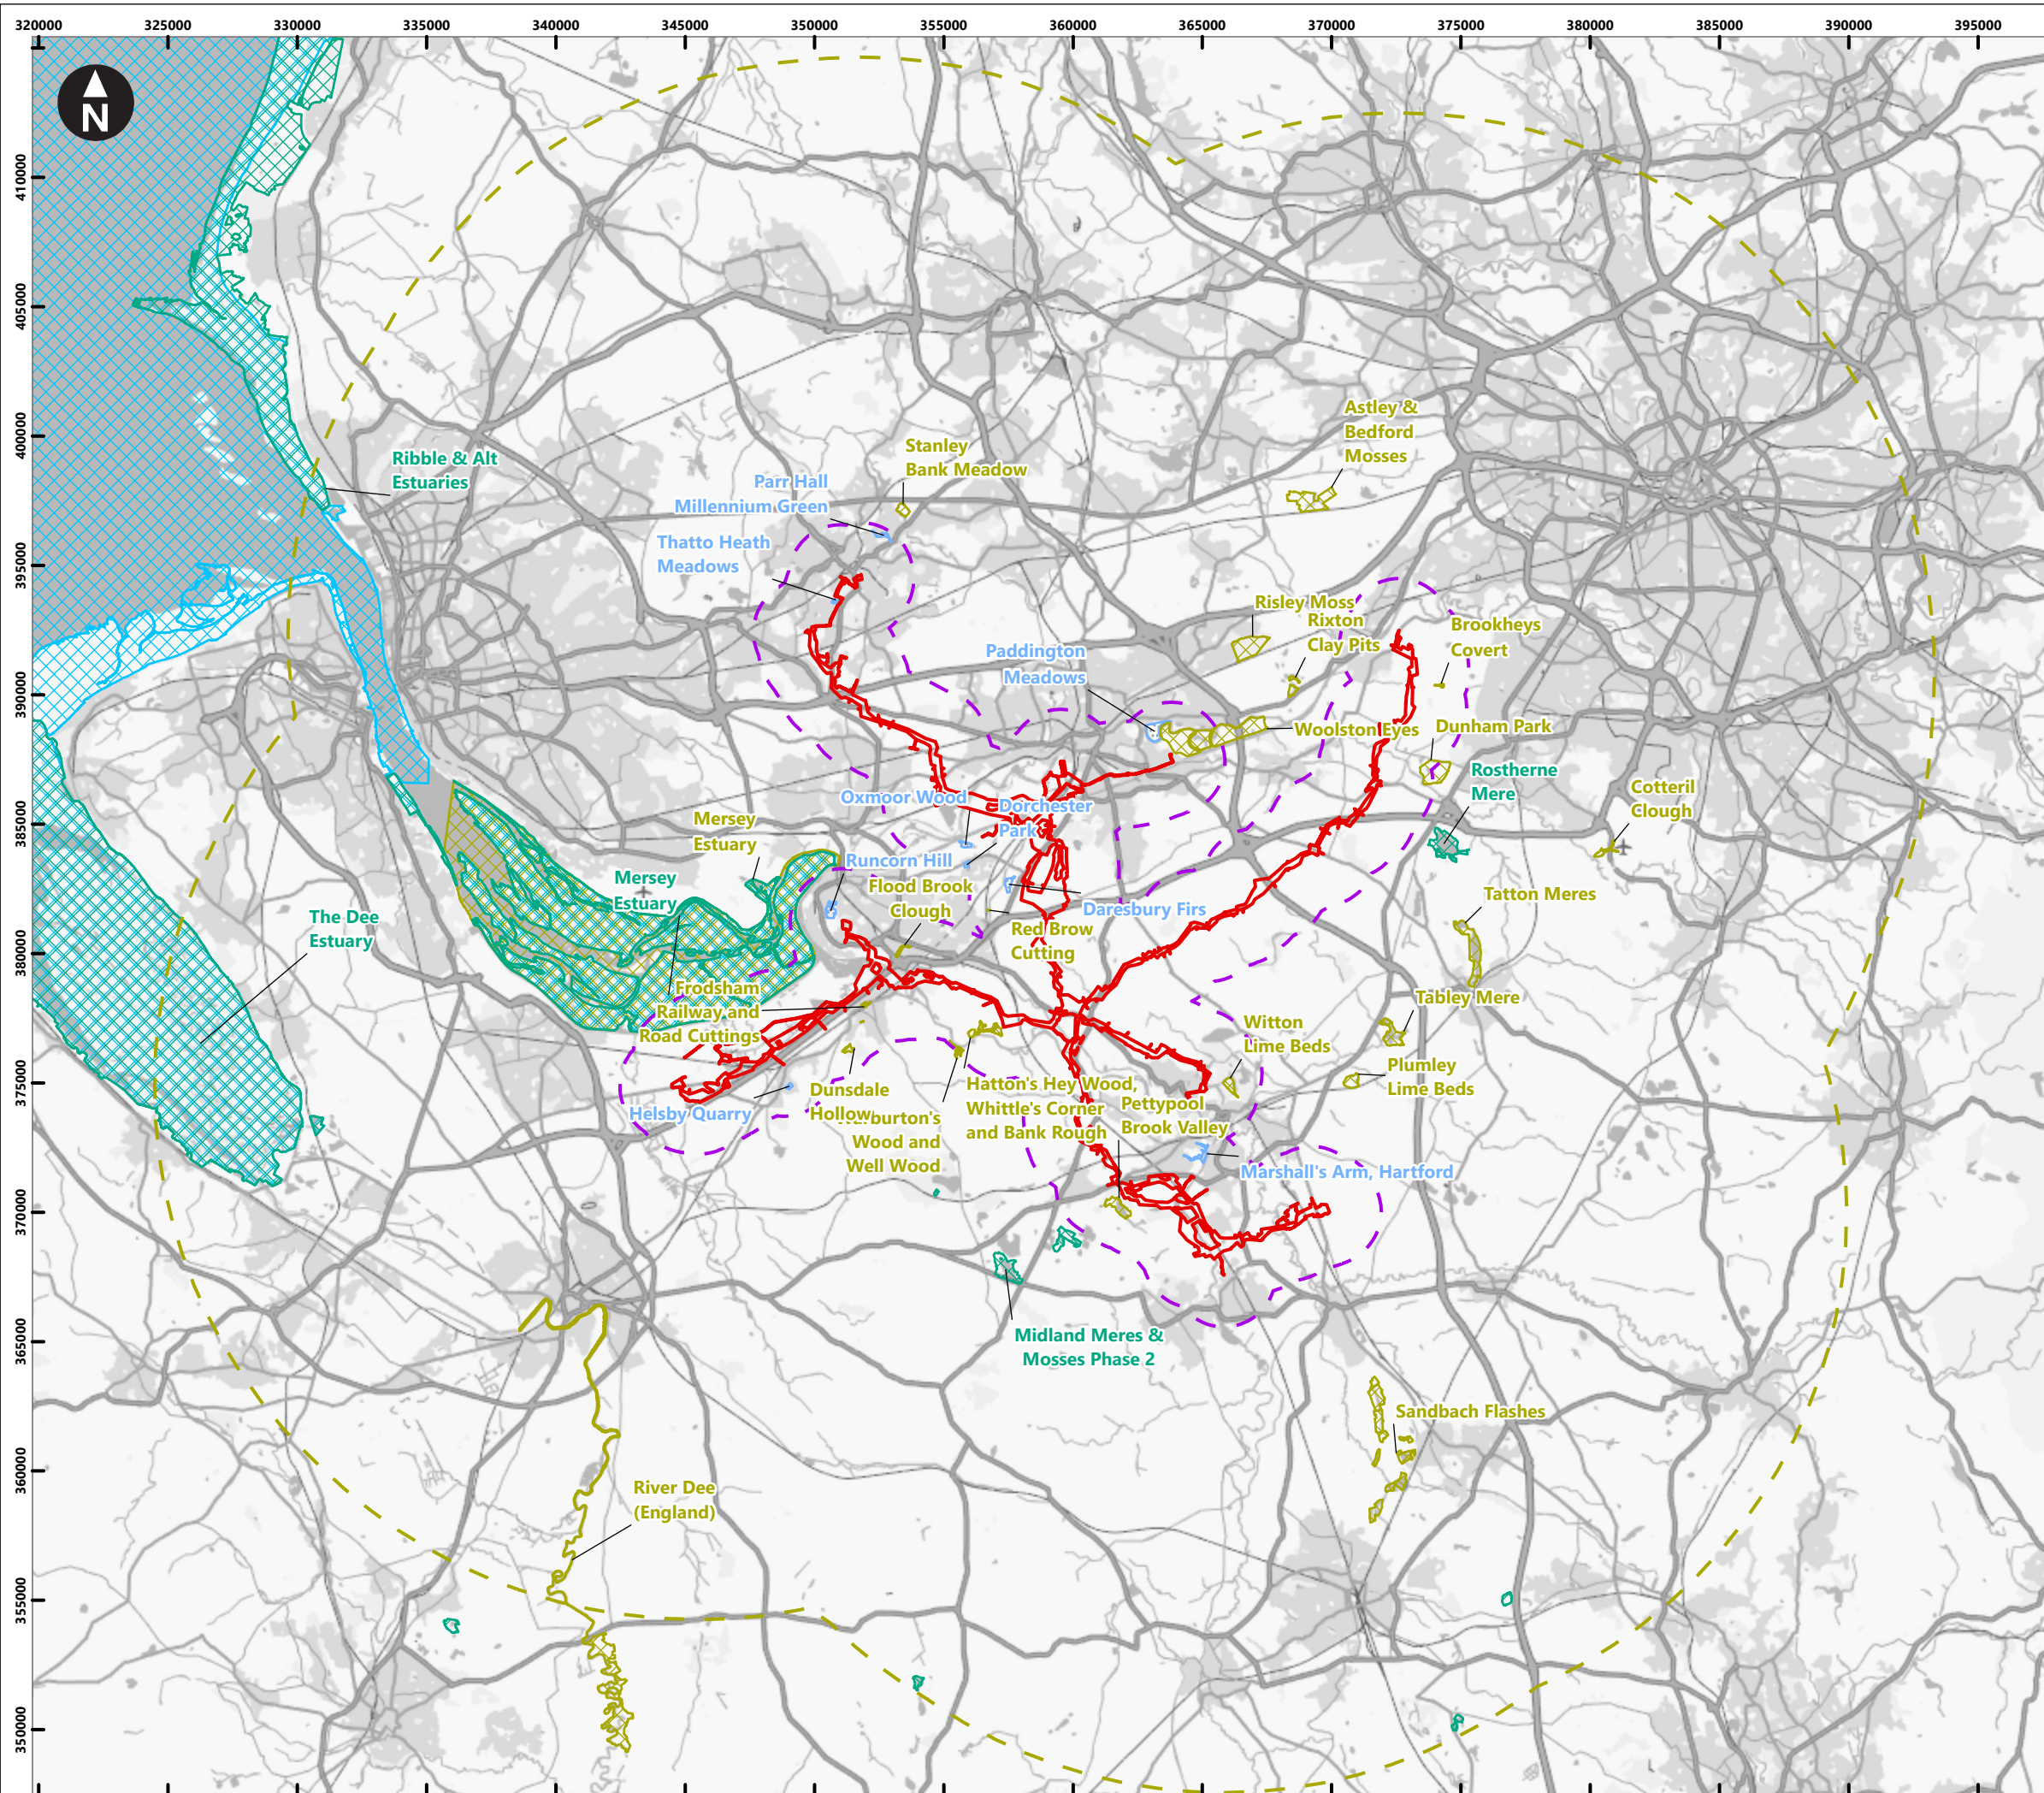 320000
325000
330000
335000
340000
345000
350000
355000
360000
365000
370000
375000
380000
385000
390000
395000
N
410000
405000
400000
395000
390000
385000
380000
375000
370000
365000
360000
355000
350000
Ribble & Alt
Estuaries
Stanley
Bank Meadow
Astley &
Bedford
Mosses
Parr Hall
Millennium Green
Thatto Heath
Meadows
Risley Moss
Rixton
Clay Pits
Brookheys
Covert
Paddington
Meadows
Woolston Eyes
Dunham Park
Rostherne
Mere
Cotteril
Clough
Oxmoor Wood
Dorchester
Park
Mersey
Estuary
Runcorn Hill
Flood Brook
Clough
Mersey
Estuary
Daresbury Firs
Tatton Meres
The Dee
Estuary
Red Brow
Cutting
Frodsham
Railway and
Road Cuttings
Tabley Mere
Witton
Lime Beds
Plumley
Lime Beds
Dunsdale
Hollow
Helsby Quarry
Hatton's Hey Wood,
Whittle's Corner
and Bank Rough
Pettypool
Brook Valley
Wood and
Well Wood
Marshall's Arm, Hartford
Midland Meres &
Mosses Phase 2
Sandbach Flashes
River Dee
(England)